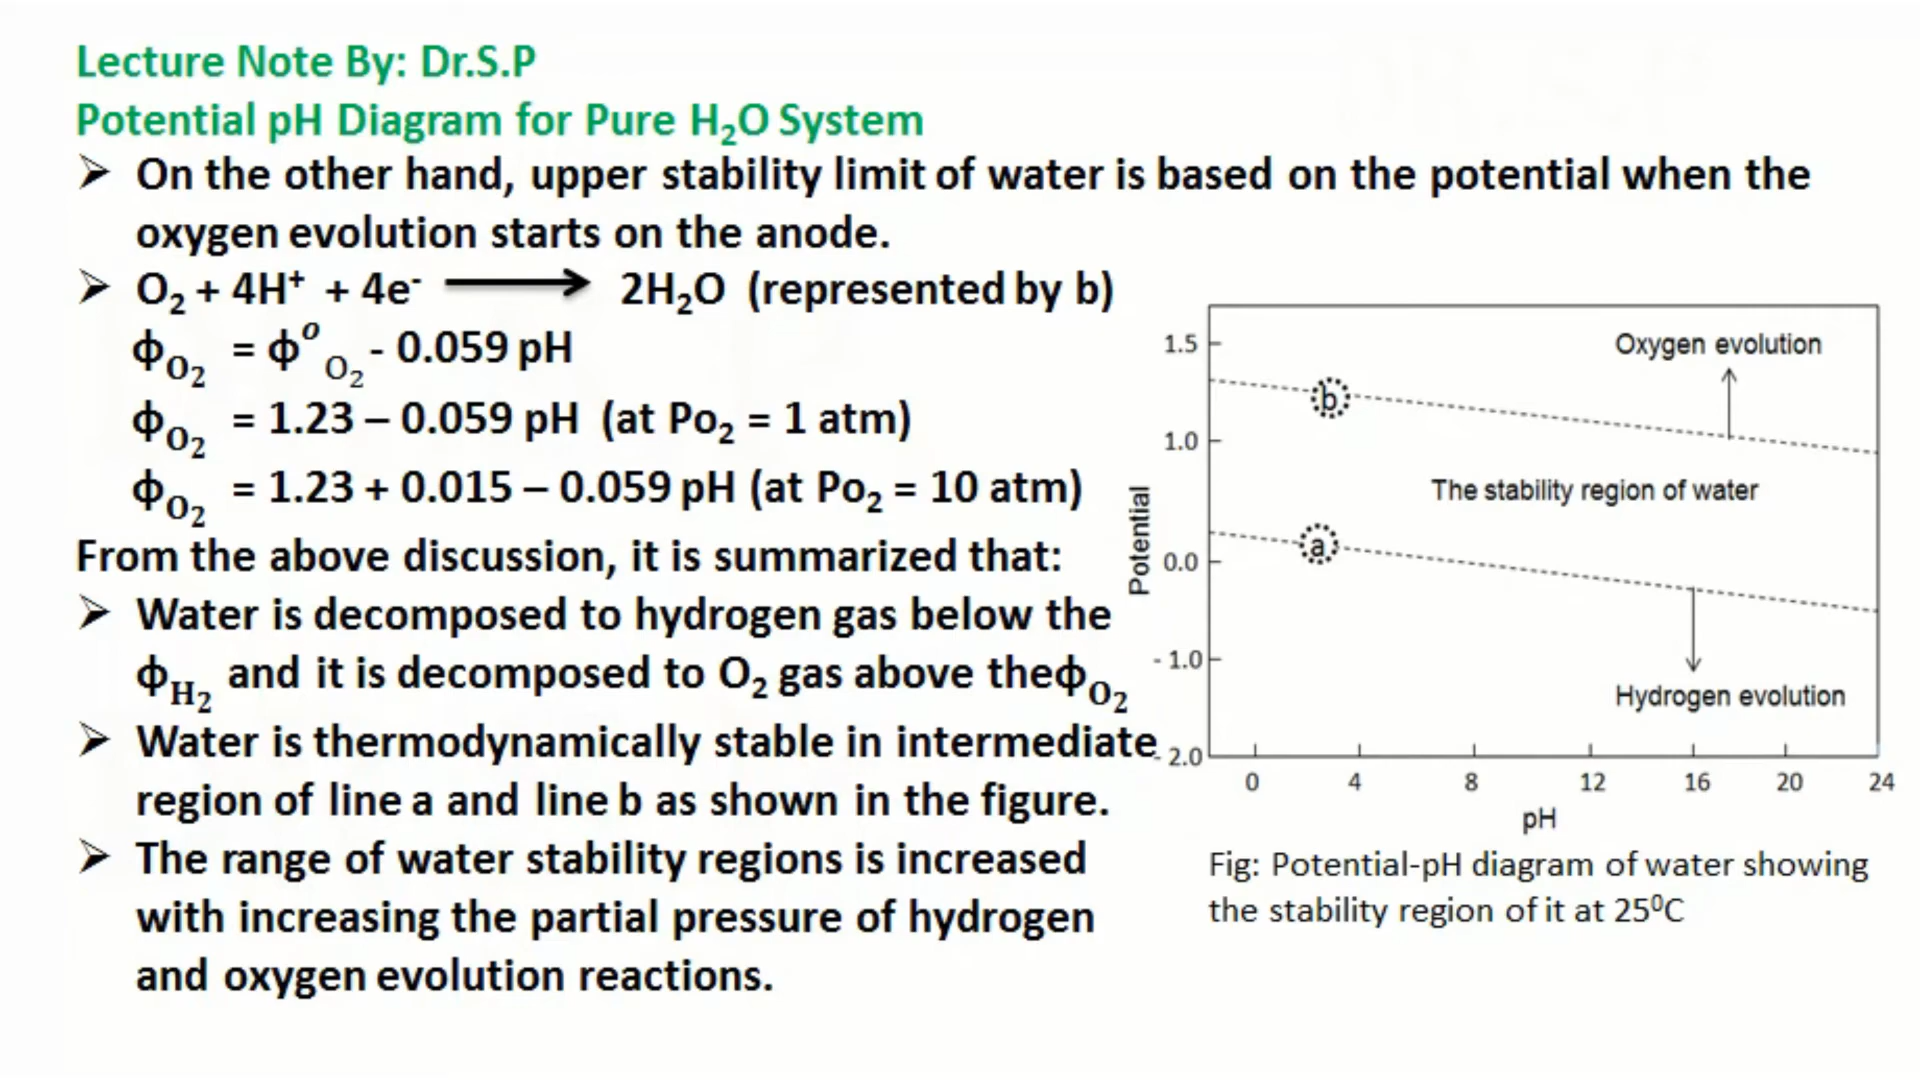 Lecture Note By: Dr.S.P
Potential pH Diagram for Pure H₂O System
➢ On the other hand, upper stability limit of water is based on the potential when the
oxygen evolution starts on the anode.
➢ O₂ + 4H⁺ + 4e⁻ ⟶ 2H₂O (represented by b)
ϕ_O₂ = ϕ°_O₂ - 0.059 pH
ϕ_O₂ = 1.23 – 0.059 pH (at Po₂ = 1 atm)
ϕ_O₂ = 1.23 + 0.015 – 0.059 pH (at Po₂ = 10 atm)
From the above discussion, it is summarized that:
➢ Water is decomposed to hydrogen gas below the
ϕ_H₂ and it is decomposed to O₂ gas above theϕ_O₂
➢ Water is thermodynamically stable in intermediate
region of line a and line b as shown in the figure.
➢ The range of water stability regions is increased
with increasing the partial pressure of hydrogen
and oxygen evolution reactions.
Potential
1.5
1.0
0.0
- 1.0
- 2.0
Oxygen evolution
b
The stability region of water
a
Hydrogen evolution
0 4 8 12 16 20 24
pH
Fig: Potential-pH diagram of water showing
the stability region of it at 25⁰C